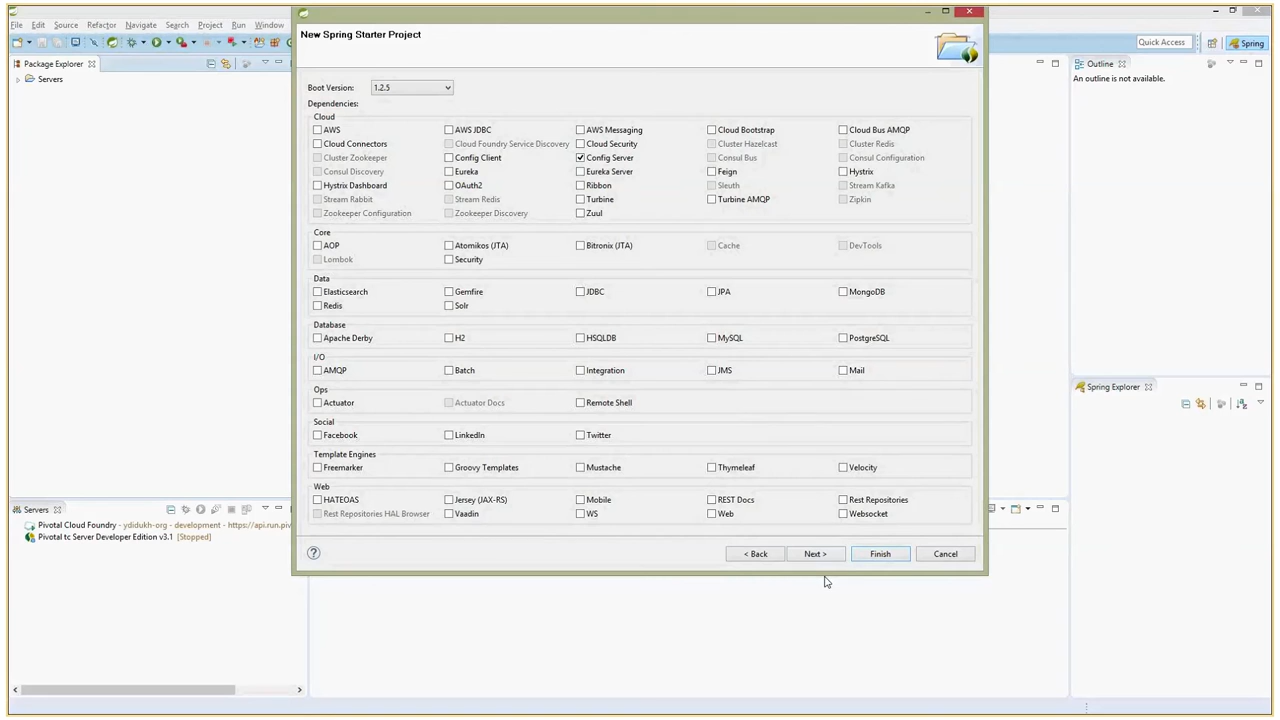 New Spring Starter Project
File Edit Source Refactor Navigate Search Project Run Window
Quick Access
Spring
Package Explorer
Servers
Outline
An outline is not available.
Boot Version: 1.2.5
Dependencies:
Cloud
AWS AWS JDBC AWS Messaging Cloud Bootstrap Cloud Bus AMQP
Cloud Connectors Cloud Foundry Service Discovery Cloud Security Cluster Hazelcast Cluster Redis
Cluster Zookeeper Config Client Config Server Consul Bus Consul Configuration
Consul Discovery Eureka Eureka Server Feign Hystrix
Hystrix Dashboard OAuth2 Ribbon Sleuth Stream Kafka
Stream Rabbit Stream Redis Turbine Turbine AMQP Zipkin
Zookeeper Configuration Zookeeper Discovery Zuul
Core
AOP Atomikos (JTA) Bitronix (JTA) Cache DevTools
Lombok Security
Data
Elasticsearch Gemfire JDBC JPA MongoDB
Redis Solr
Database
Apache Derby H2 HSQLDB MySQL PostgreSQL
I/O
AMQP Batch Integration JMS Mail
Ops
Actuator Actuator Docs Remote Shell
Social
Facebook LinkedIn Twitter
Template Engines
Freemarker Groovy Templates Mustache Thymeleaf Velocity
Web
HATEOAS Jersey (JAX-RS) Mobile REST Docs Rest Repositories
Rest Repositories HAL Browser Vaadin WS Web Websocket
< Back Next > Finish Cancel
Spring Explorer
Servers
Pivotal Cloud Foundry - ydidukh-org - development - https://api.run.piv
Pivotal tc Server Developer Edition v3.1 [Stopped]